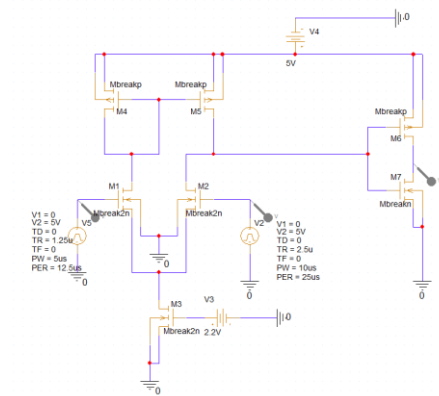 0
V4
5V
Mbreakp
Mbreakp
M4
M5
Mbreakp
M6
M1
M2
M7
Mbreak2n
Mbreak2n
Mbreakn
V1 = 0
V2 = 5V
TD = 0
TR = 1.25u
TF = 0
PW = 5us
PER = 12.5us
V5
0
V2
V1 = 0
V2 = 5V
TD = 0
TR = 2.5u
TF = 0
PW = 10us
PER = 25us
0
0
0
M3
Mbreak2n
V3
2.2V
0
0